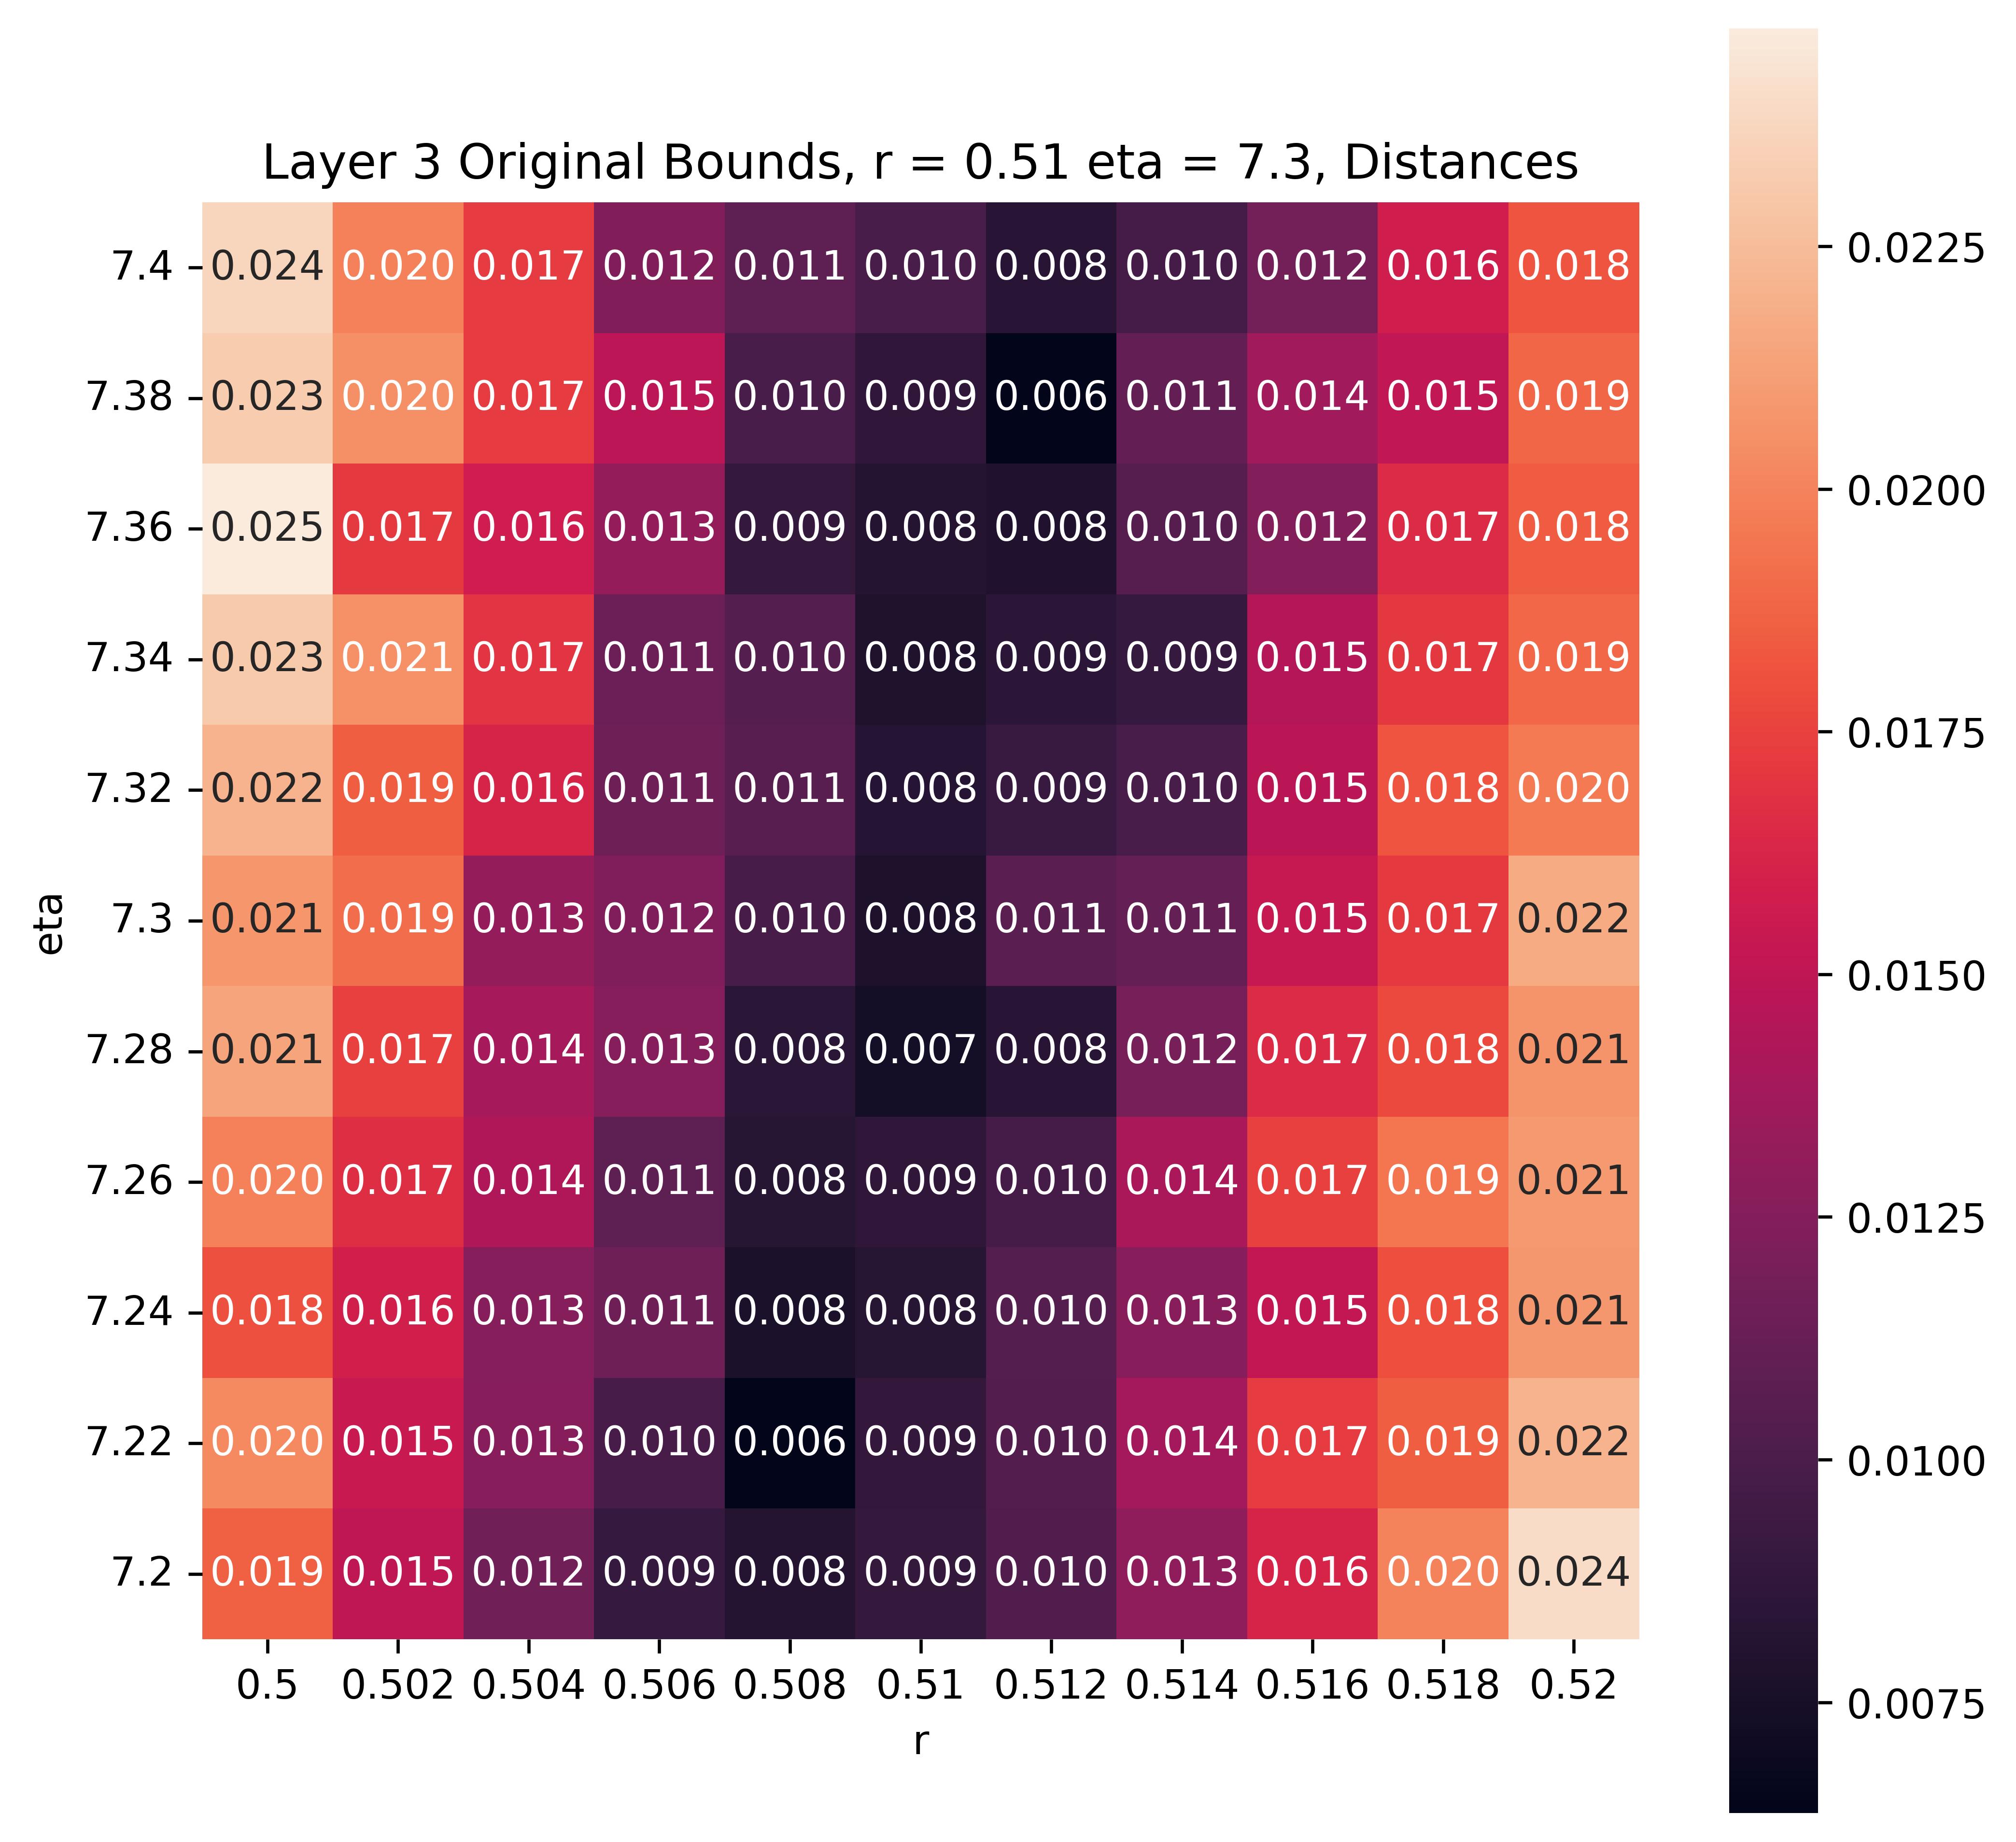 Layer 3 Original Bounds, r = 0.51 eta = 7.3, Distances
7.4 0.024 0.020 0.017 0.012 0.011 0.010 0.008 0.010 0.012 0.016 0.018
7.38 0.023 0.020 0.017 0.015 0.010 0.009 0.006 0.011 0.014 0.015 0.019
7.36 0.025 0.017 0.016 0.013 0.009 0.008 0.008 0.010 0.012 0.017 0.018
7.34 0.023 0.021 0.017 0.011 0.010 0.008 0.009 0.009 0.015 0.017 0.019
7.32 0.022 0.019 0.016 0.011 0.011 0.008 0.009 0.010 0.015 0.018 0.020
7.3 0.021 0.019 0.013 0.012 0.010 0.008 0.011 0.011 0.015 0.017 0.022
7.28 0.021 0.017 0.014 0.013 0.008 0.007 0.008 0.012 0.017 0.018 0.021
7.26 0.020 0.017 0.014 0.011 0.008 0.009 0.010 0.014 0.017 0.019 0.021
7.24 0.018 0.016 0.013 0.011 0.008 0.008 0.010 0.013 0.015 0.018 0.021
7.22 0.020 0.015 0.013 0.010 0.006 0.009 0.010 0.014 0.017 0.019 0.022
7.2 0.019 0.015 0.012 0.009 0.008 0.009 0.010 0.013 0.016 0.020 0.024
0.5 0.502 0.504 0.506 0.508 0.51 0.512 0.514 0.516 0.518 0.52
r
eta
0.0225
0.0200
0.0175
0.0150
0.0125
0.0100
0.0075